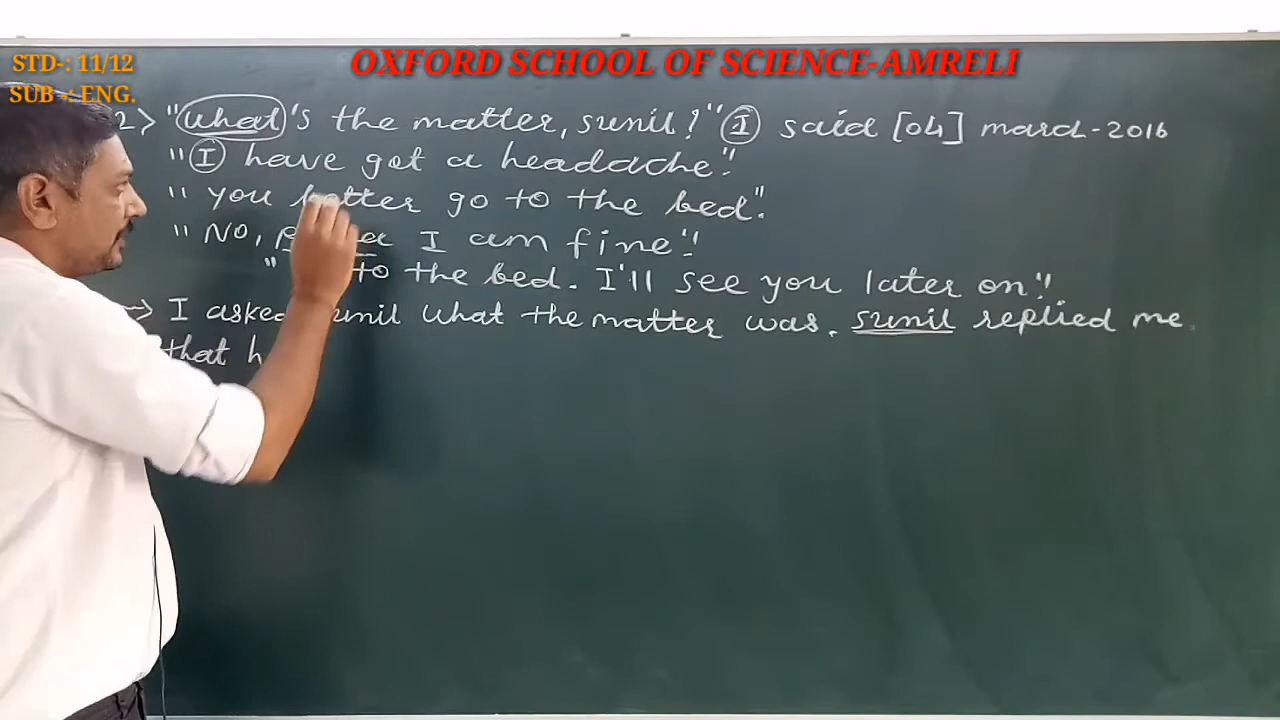 STD-: 11/12
SUB -: ENG.
OXFORD SCHOOL OF SCIENCE-AMRELI
2> "What's the matter, sunil?" I said [04] march-2016
"I have got a headache".
"you better go to the bed".
"No, I am fine".
" to the bed. I'll see you later on".
→ I asked sunil what the matter was. sunil replied me
that